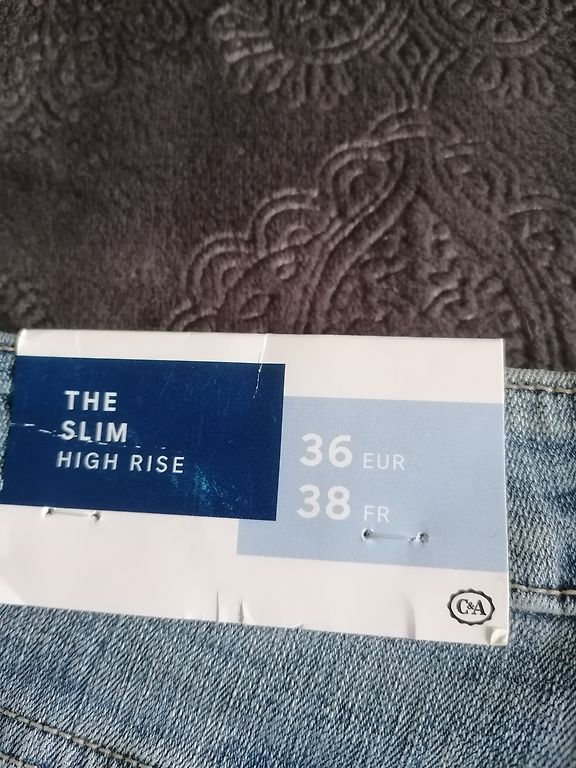 THE
SLIM
HIGH RISE
36 EUR
38 FR
C&A